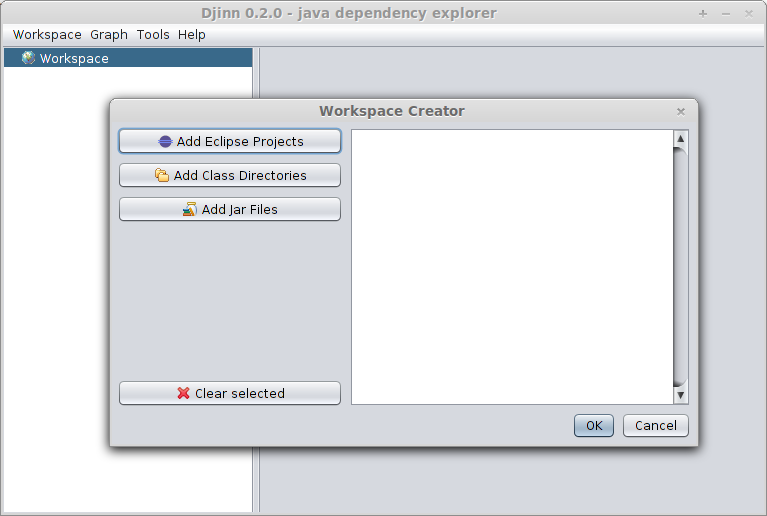 Djinn 0.2.0 - java dependency explorer
Workspace Graph Tools Help
Workspace
Workspace Creator
Add Eclipse Projects
Add Class Directories
Add Jar Files
Clear selected
OK Cancel